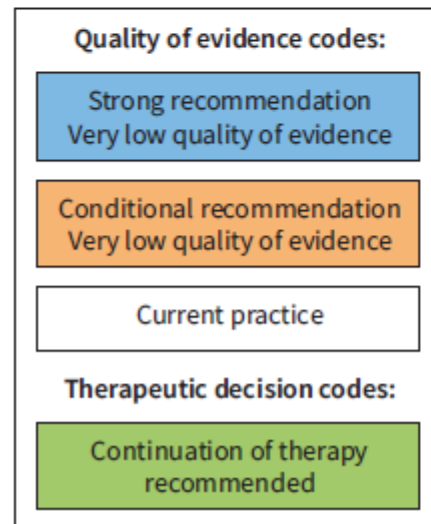 Quality of evidence codes:
Strong recommendation
Very low quality of evidence
Conditional recommendation
Very low quality of evidence
Current practice
Therapeutic decision codes:
Continuation of therapy
recommended